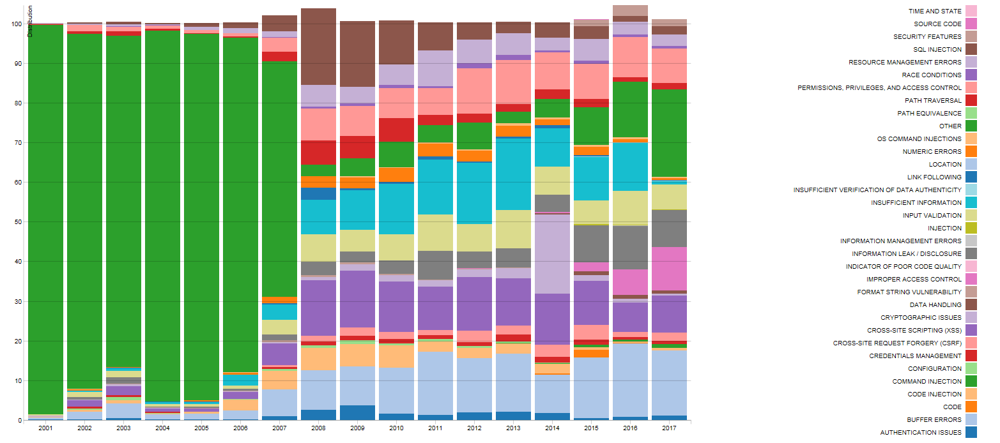 Distribution
100
90
80
70
60
50
40
30
20
10
0
2001 2002 2003 2004 2005 2006 2007 2008 2009 2010 2011 2012 2013 2014 2015 2016 2017
TIME AND STATE
SOURCE CODE
SECURITY FEATURES
SQL INJECTION
RESOURCE MANAGEMENT ERRORS
RACE CONDITIONS
PERMISSIONS, PRIVILEGES, AND ACCESS CONTROL
PATH TRAVERSAL
PATH EQUIVALENCE
OTHER
OS COMMAND INJECTIONS
NUMERIC ERRORS
LOCATION
LINK FOLLOWING
INSUFFICIENT VERIFICATION OF DATA AUTHENTICITY
INSUFFICIENT INFORMATION
INPUT VALIDATION
INJECTION
INFORMATION MANAGEMENT ERRORS
INFORMATION LEAK / DISCLOSURE
INDICATOR OF POOR CODE QUALITY
IMPROPER ACCESS CONTROL
FORMAT STRING VULNERABILITY
DATA HANDLING
CRYPTOGRAPHIC ISSUES
CROSS-SITE SCRIPTING (XSS)
CROSS-SITE REQUEST FORGERY (CSRF)
CREDENTIALS MANAGEMENT
CONFIGURATION
COMMAND INJECTION
CODE INJECTION
CODE
BUFFER ERRORS
AUTHENTICATION ISSUES